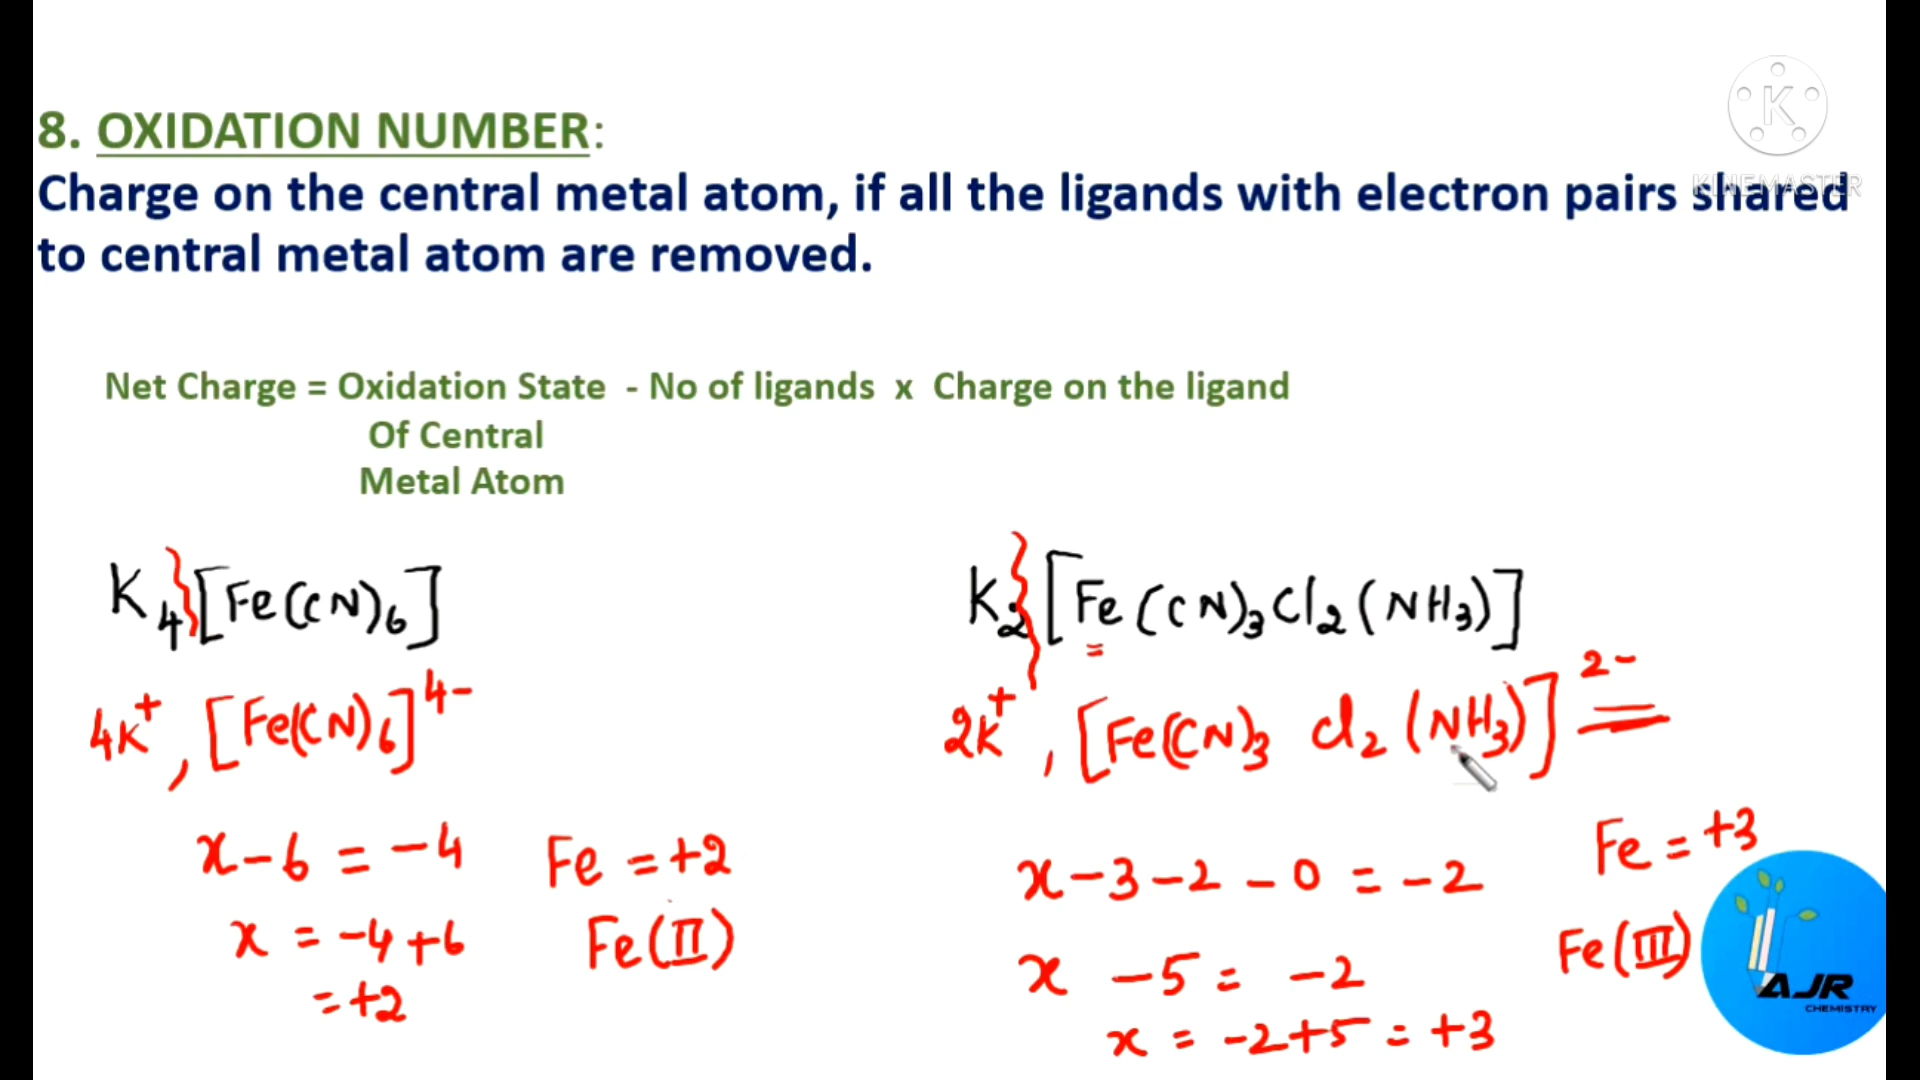 K
KINEMASTER
8. OXIDATION NUMBER:
Charge on the central metal atom, if all the ligands with electron pairs shared
to central metal atom are removed.
Net Charge = Oxidation State - No of ligands x Charge on the ligand
Of Central
Metal Atom
K₄[Fe(CN)₆]
4K⁺, [Fe(CN)₆]⁴⁻
x-6 = -4
Fe = +2
x = -4+6
Fe(II)
= +2
K₂[Fe(CN)₃Cl₂(NH₃)]
=
2K⁺, [Fe(CN)₃ Cl₂(NH₃)]²⁻
x-3-2-0 = -2
Fe = +3
x -5 = -2
Fe(III)
x = -2+5 = +3
AJR
CHEMISTRY